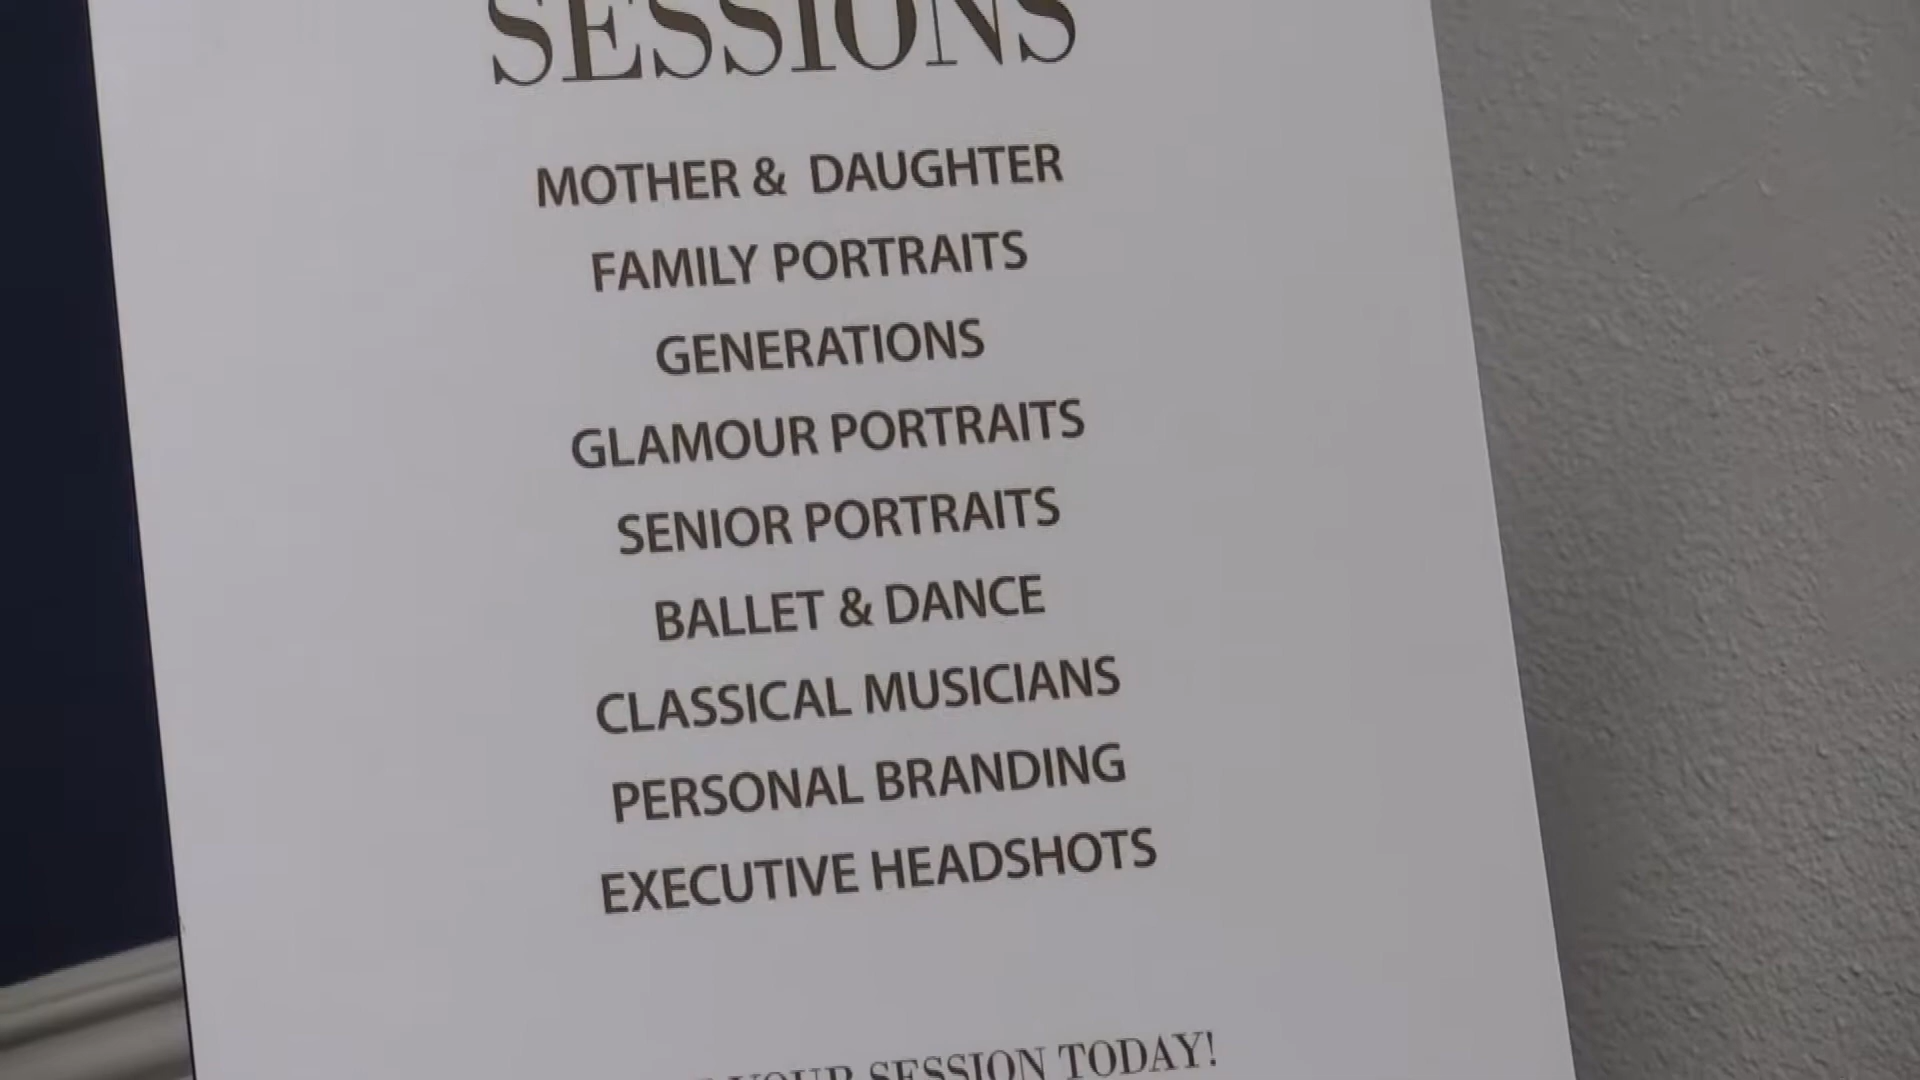 SESSIONS
MOTHER & DAUGHTER
FAMILY PORTRAITS
GENERATIONS
GLAMOUR PORTRAITS
SENIOR PORTRAITS
BALLET & DANCE
CLASSICAL MUSICIANS
PERSONAL BRANDING
EXECUTIVE HEADSHOTS
YOUR SESSION TODAY!